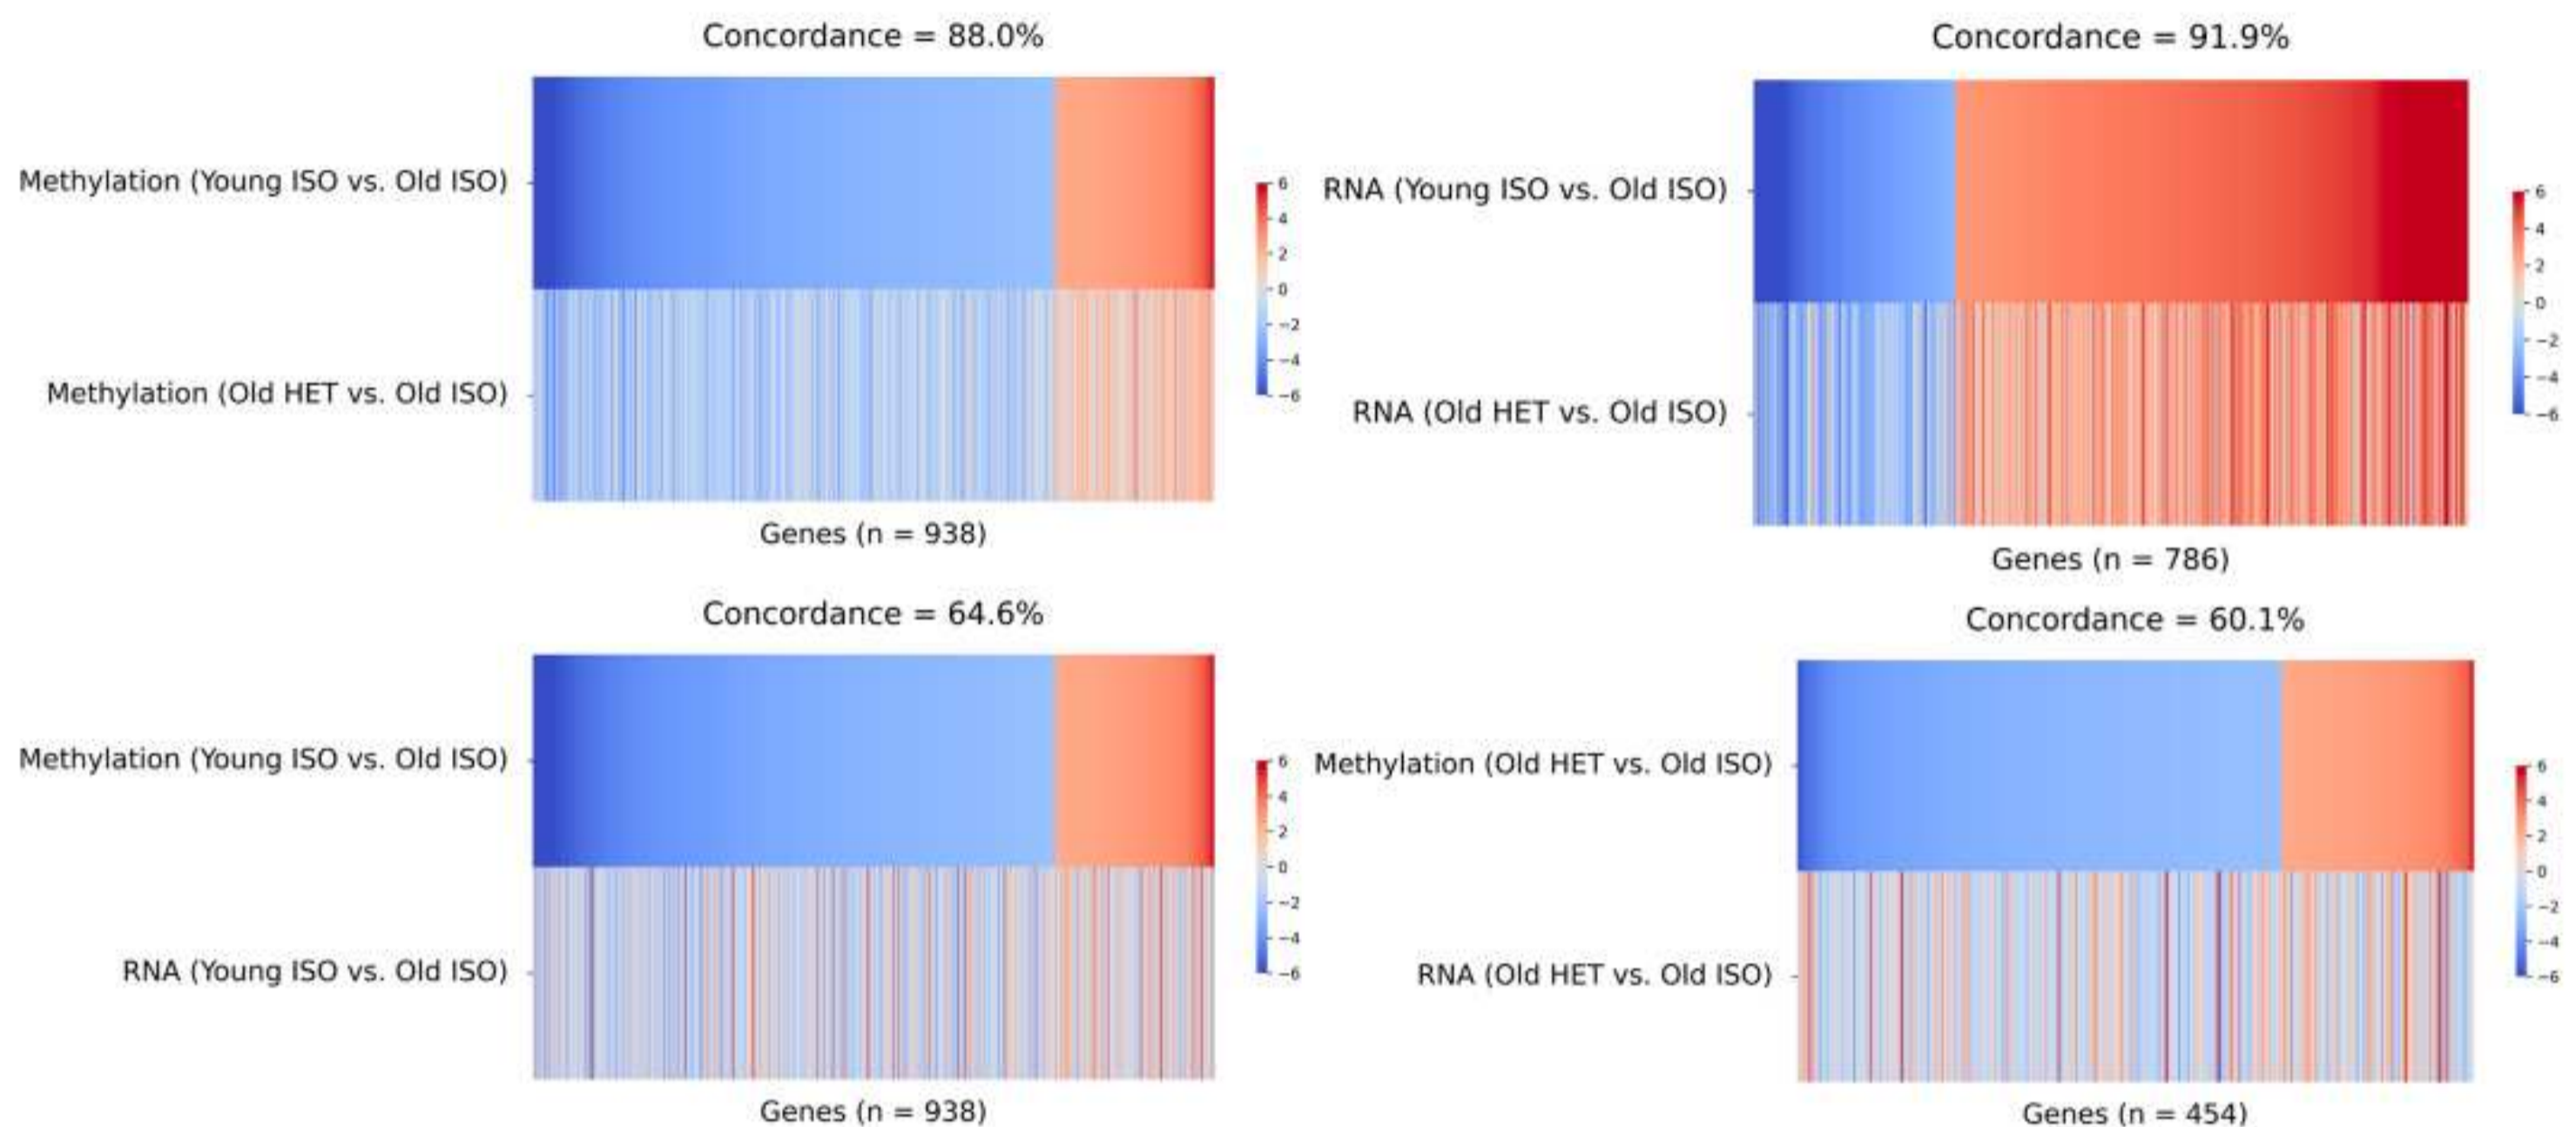 Concordance = 88.0%
Methylation (Young ISO vs. Old ISO)
Methylation (Old HET vs. Old ISO)
6
4
2
0
−2
−4
−6
Genes (n = 938)
Concordance = 91.9%
RNA (Young ISO vs. Old ISO)
RNA (Old HET vs. Old ISO)
6
4
2
0
−2
−4
−6
Genes (n = 786)
Concordance = 64.6%
Methylation (Young ISO vs. Old ISO)
RNA (Young ISO vs. Old ISO)
6
4
2
0
−2
−4
−6
Genes (n = 938)
Concordance = 60.1%
Methylation (Old HET vs. Old ISO)
RNA (Old HET vs. Old ISO)
6
4
2
0
−2
−4
−6
Genes (n = 454)